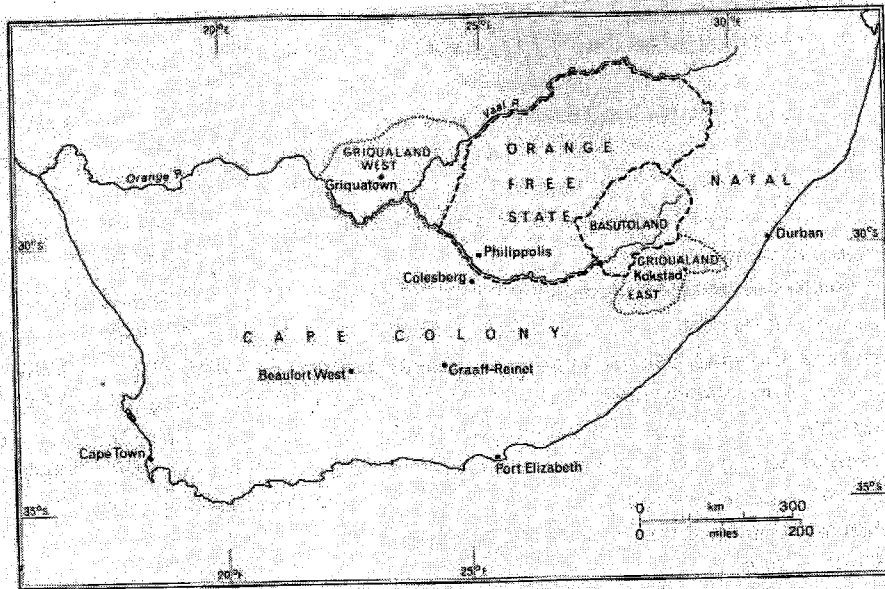 20°E
25°E
30°E
Vaal R.
GRIQUALAND
WEST
Griquatown
Orange R.
ORANGE
FREE
STATE
NATAL
BASUTOLAND
Durban
30°S
30°S
Philippolis
GRIQUALAND
Kokstad
EAST
Colesberg
CAPE COLONY
Beaufort West
Graaff-Reinet
Cape Town
Port Elizabeth
35°S
35°S
0 km 300
0 miles 200
20°E
25°E